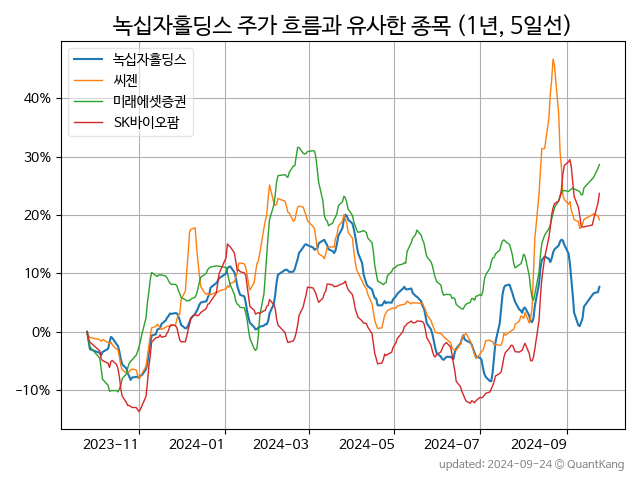 녹십자홀딩스 주가 흐름과 유사한 종목 (1년, 5일선)
녹십자홀딩스
씨젠
미래에셋증권
SK바이오팜
40%
30%
20%
10%
0%
−10%
2023-11
2024-01
2024-03
2024-05
2024-07
2024-09
updated: 2024-09-24 © QuantKang